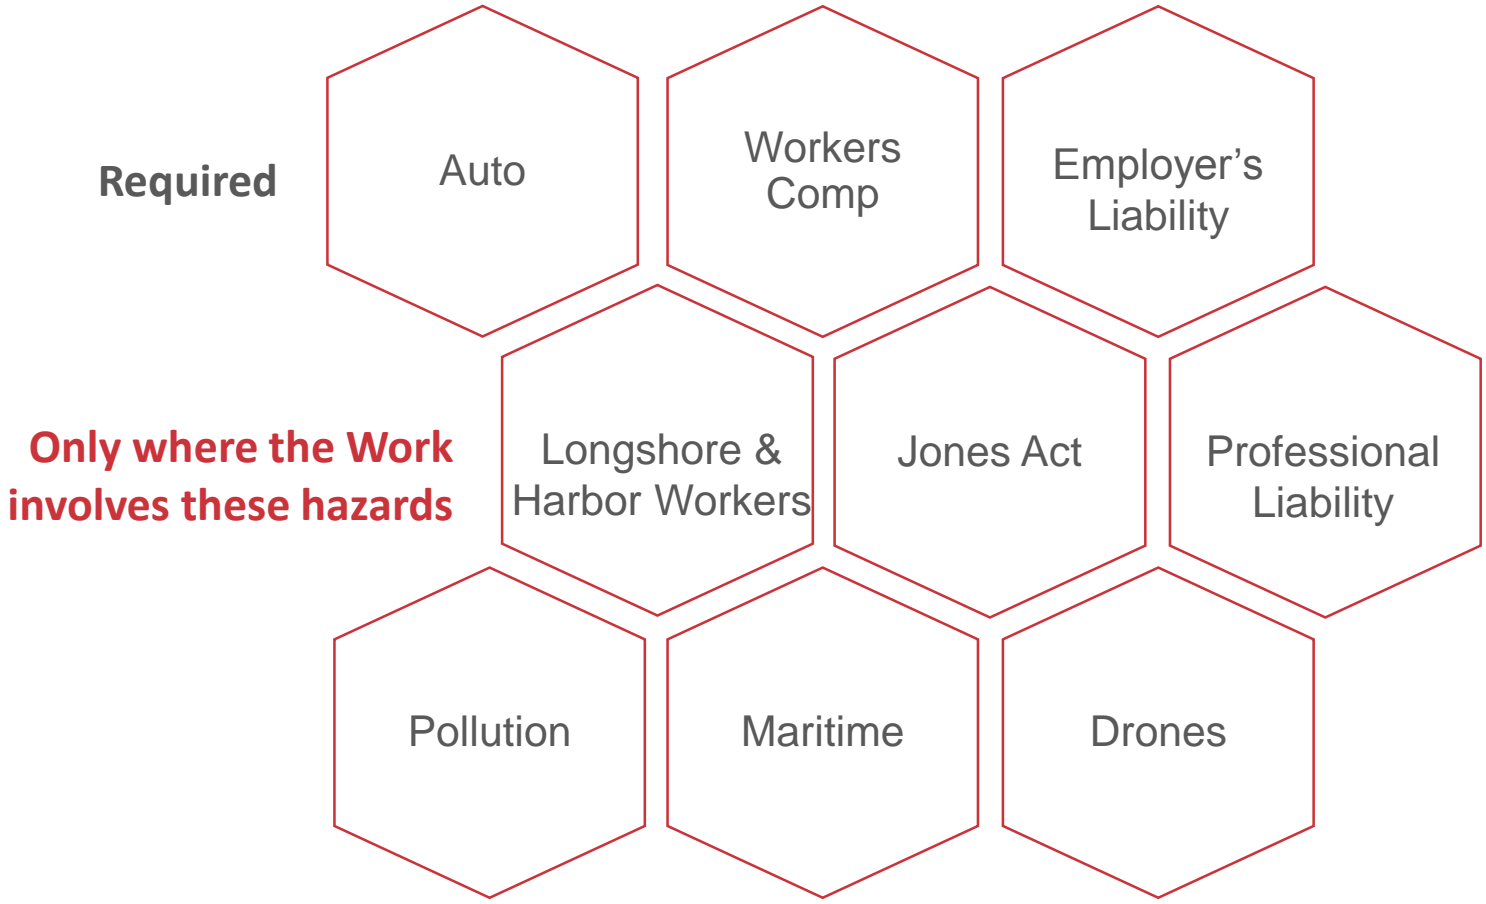 Required
Auto
Workers
Comp
Employer’s
Liability
Only where the Work
involves these hazards
Longshore &
Harbor Workers
Jones Act
Professional
Liability
Pollution
Maritime
Drones